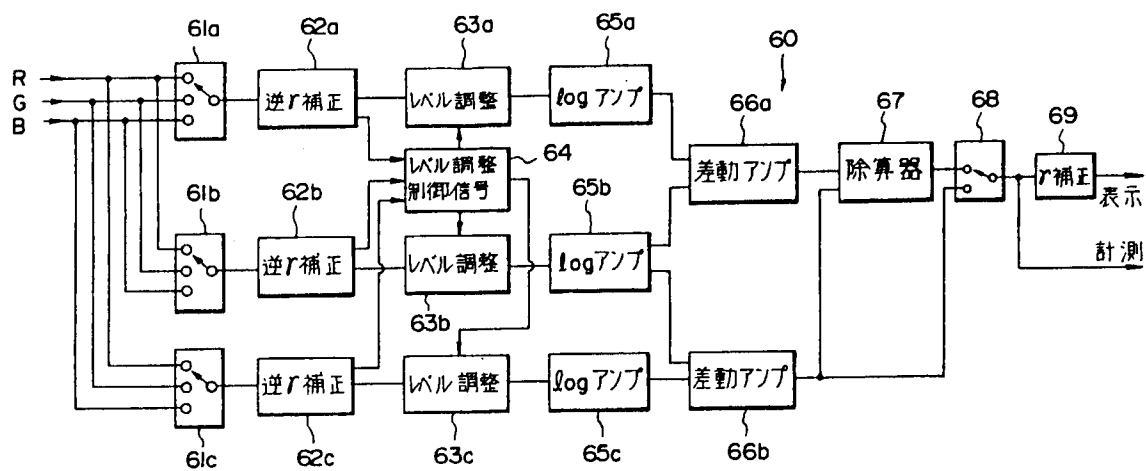 61a
62a
63a
65a
60
R
G
B
逆γ補正
レベル調整
logアンプ
66a
67
68
69
64
レベル調整
制御信号
差動アンプ
除算器
γ補正
表示
61b
62b
65b
逆γ補正
レベル調整
logアンプ
計測
63b
逆γ補正
レベル調整
logアンプ
差動アンプ
61c
62c
63c
65c
66b